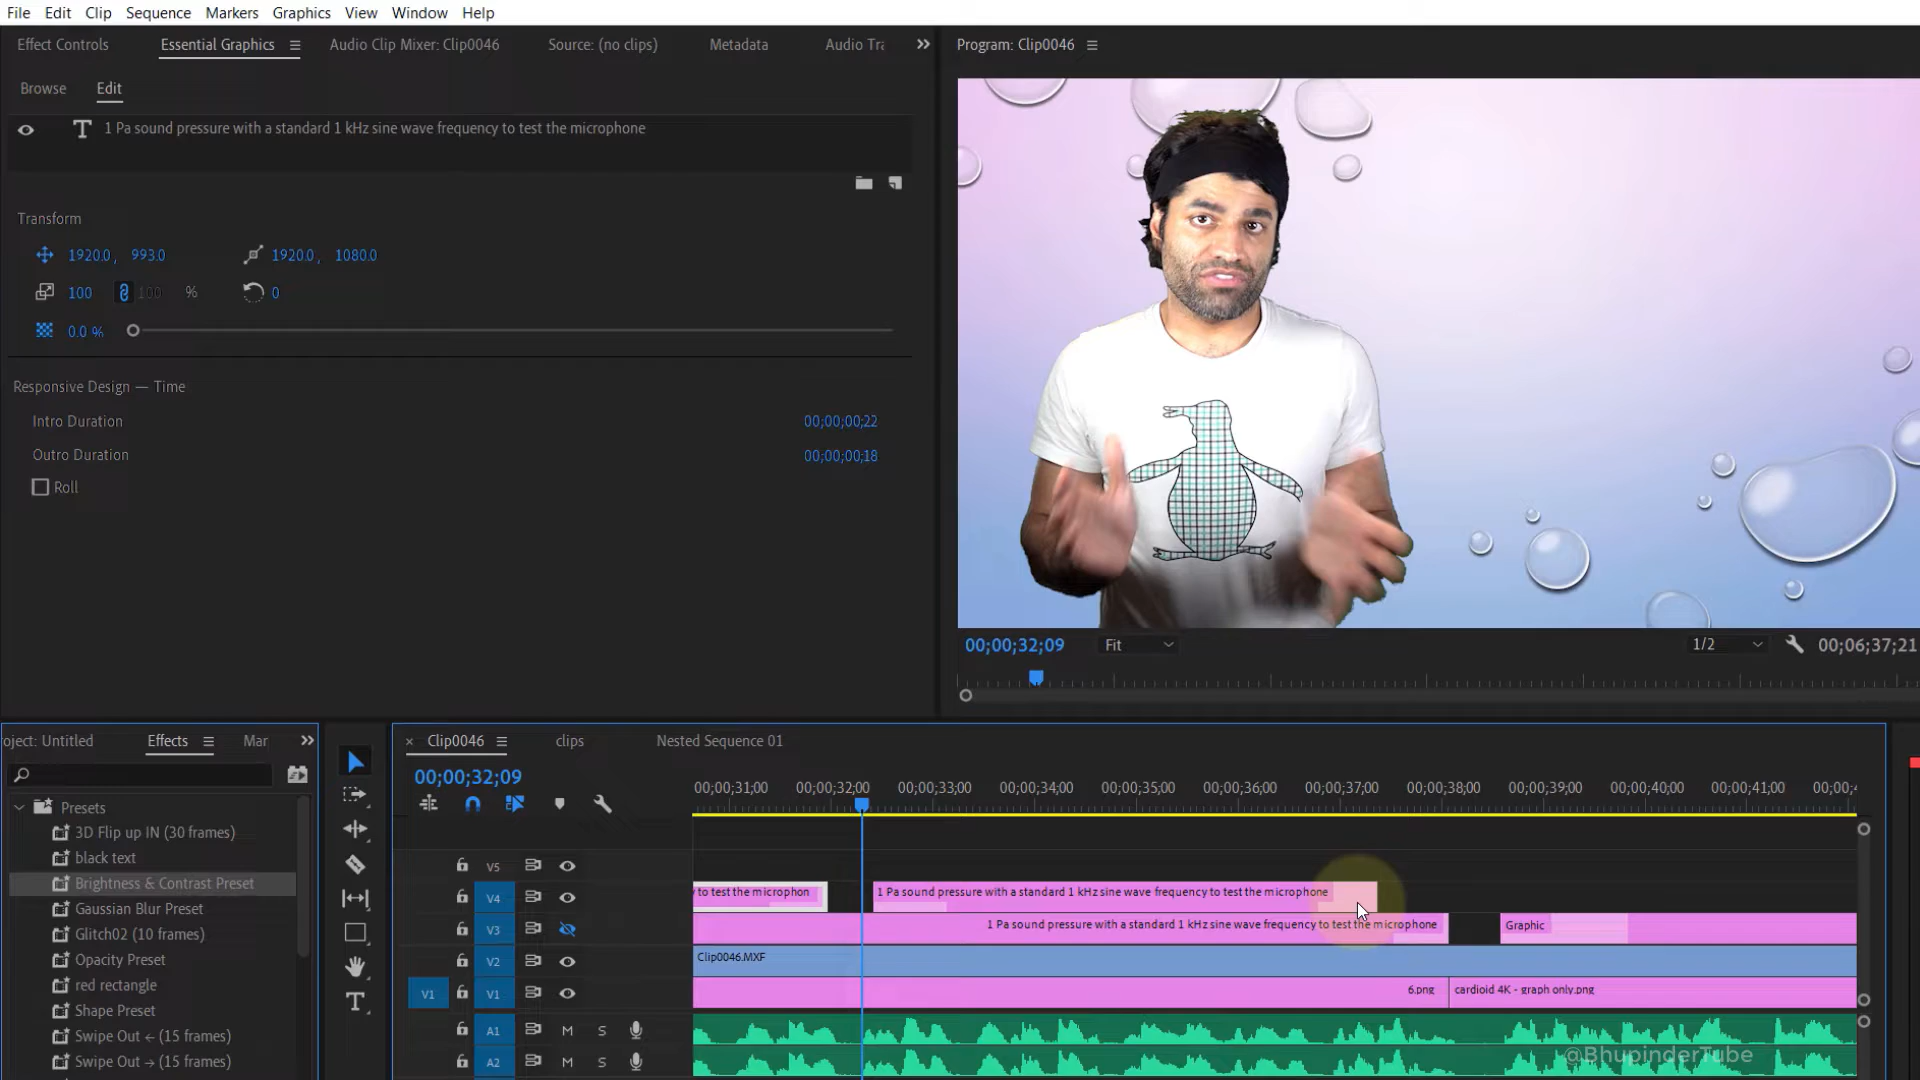 File Edit Clip Sequence Markers Graphics View Window Help
Effect Controls Essential Graphics Audio Clip Mixer: Clip0046 Source: (no clips) Metadata Audio Tra
Program: Clip0046
Browse Edit
1 Pa sound pressure with a standard 1 kHz sine wave frequency to test the microphone
Transform
1920.0, 993.0 1920.0, 1080.0
100 100 % 0
0.0 %
Responsive Design — Time
Intro Duration 00;00;00;22
Outro Duration 00;00;00;18
Roll
00;00;32;09 Fit 1/2 00;06;37;21
oject: Untitled Effects Mar
Presets
3D Flip up IN (30 frames)
black text
Brightness & Contrast Preset
Gaussian Blur Preset
Glitch02 (10 frames)
Opacity Preset
red rectangle
Shape Preset
Swipe Out ← (15 frames)
Swipe Out → (15 frames)
Clip0046 clips Nested Sequence 01
00;00;32;09
00;00;31;00 00;00;32;00 00;00;33;00 00;00;34;00 00;00;35;00 00;00;36;00 00;00;37;00 00;00;38;00 00;00;39;00 00;00;40;00 00;00;41;00 00;00;4
V5
V4 y to test the microphon 1 Pa sound pressure with a standard 1 kHz sine wave frequency to test the microphone
V3 1 Pa sound pressure with a standard 1 kHz sine wave frequency to test the microphone Graphic
V2 Clip0046.MXF
V1 V1 6.png cardioid 4K - graph only.png
A1 M S
A2 M S
@BhupinderTube